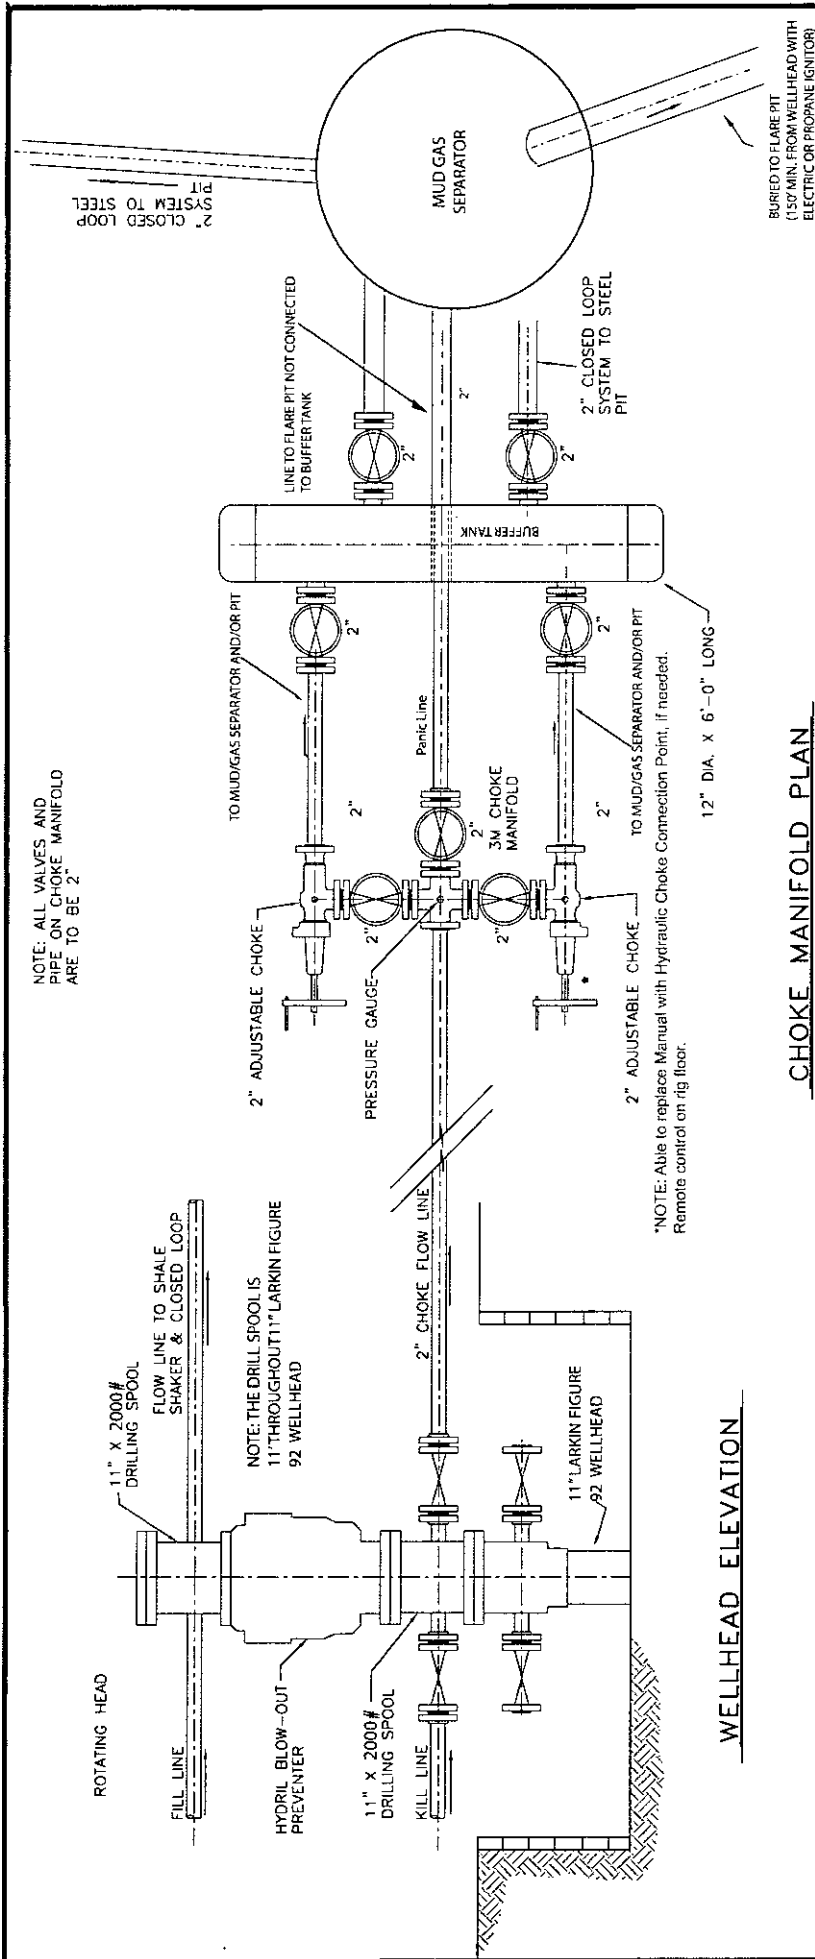 ROTATING HEAD
FILL LINE
11" X 2000#
DRILLING SPOOL
FLOW LINE TO SHALE
SHAKER & CLOSED LOOP
HYDRIL BLOW-OUT
PREVENTER
NOTE: THE DRILL SPOOL IS
11" THROUGHOUT 11" LARKIN FIGURE
92 WELLHEAD
11" X 2000#
DRILLING SPOOL
KILL LINE
2" CHOKE FLOW LINE
11" LARKIN FIGURE
92 WELLHEAD
WELLHEAD ELEVATION
NOTE: ALL VALVES AND
PIPE ON CHOKE MANIFOLD
ARE TO BE 2"
2" ADJUSTABLE CHOKE
PRESSURE GAUGE
2" ADJUSTABLE CHOKE
*
*NOTE: Able to replace Manual with Hydraulic Choke Connection Point, if needed.
Remote control on rig floor.
2"
2"
2"
3M CHOKE
MANIFOLD
2"
2"
Panic Line
TO MUD/GAS SEPARATOR AND/OR PIT
TO MUD/GAS SEPARATOR AND/OR PIT
2"
2"
12" DIA. X 6'-0" LONG
BUFFER TANK
LINE TO FLARE PIT NOT CONNECTED
TO BUFFER TANK
2"
2"
2"
2" CLOSED LOOP
SYSTEM TO STEEL
PIT
2" CLOSED LOOP
SYSTEM TO STEEL
PIT
MUD GAS
SEPARATOR
BURIED TO FLARE PIT
(150' MIN. FROM WELLHEAD WITH
ELECTRIC OR PROPANE IGNITOR)
CHOKE MANIFOLD PLAN